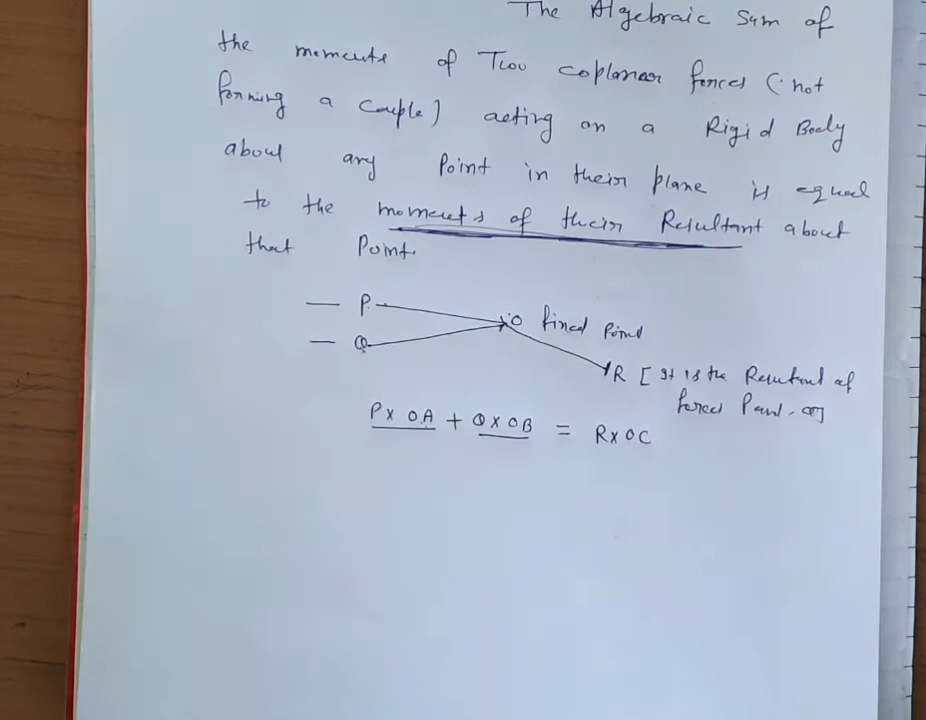 The Algebraic Sum of
the moments of Two coplanar forces (not
forming a couple) acting on a Rigid Body
about any Point in their plane is equal
to the moments of their Resultant about
that Point.
— P. O fixed Point
— Q
R [ It is the Resultant of
forces P and Q]
P x OA + Q x OB = R x OC